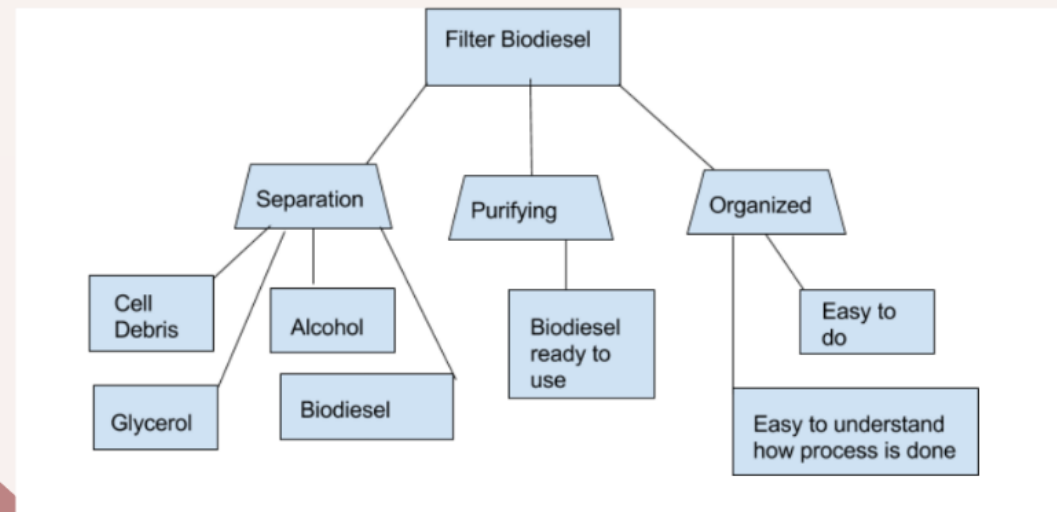 Filter Biodiesel
Separation
Purifying
Organized
Cell
Debris
Alcohol
Glycerol
Biodiesel
Biodiesel
ready to
use
Easy to
do
Easy to understand
how process is done